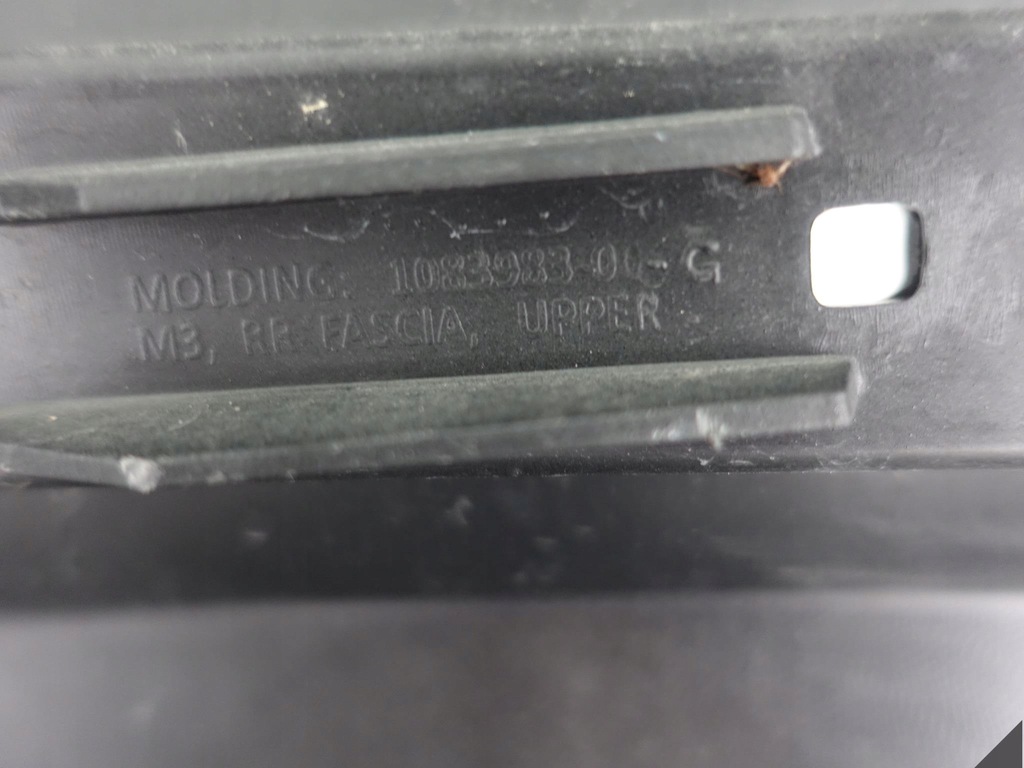 MOLDING: 1083983-00-G
M3, RR FASCIA, UPPER